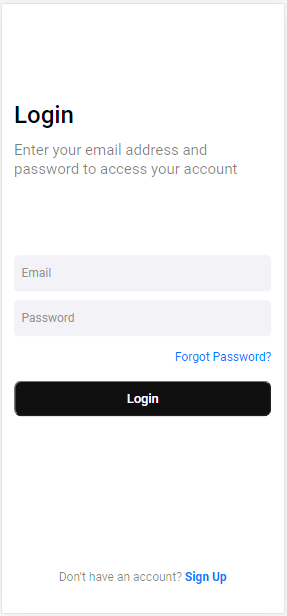 Login
Enter your email address and
password to access your account
Email
Password
Forgot Password?
Login
Don't have an account? Sign Up